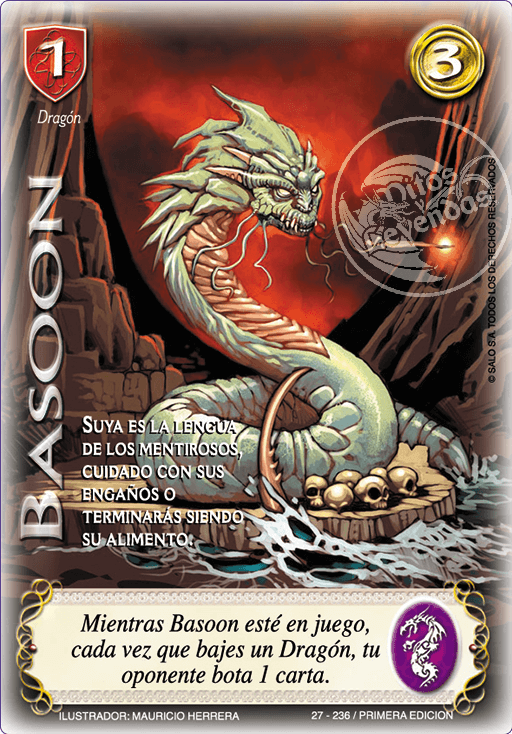 1
3
Dragón
Mitos
y
Leyendas
BASOON
© SALO S.A. TODOS LOS DERECHOS RESERVADOS
SUYA ES LA LENGUA
DE LOS MENTIROSOS,
CUIDADO CON SUS
ENGAÑOS O
TERMINARÁS SIENDO
SU ALIMENTO.
Mientras Basoon esté en juego,
cada vez que bajes un Dragón, tu
oponente bota 1 carta.
ILUSTRADOR: MAURICIO HERRERA
27 - 236 / PRIMERA EDICION